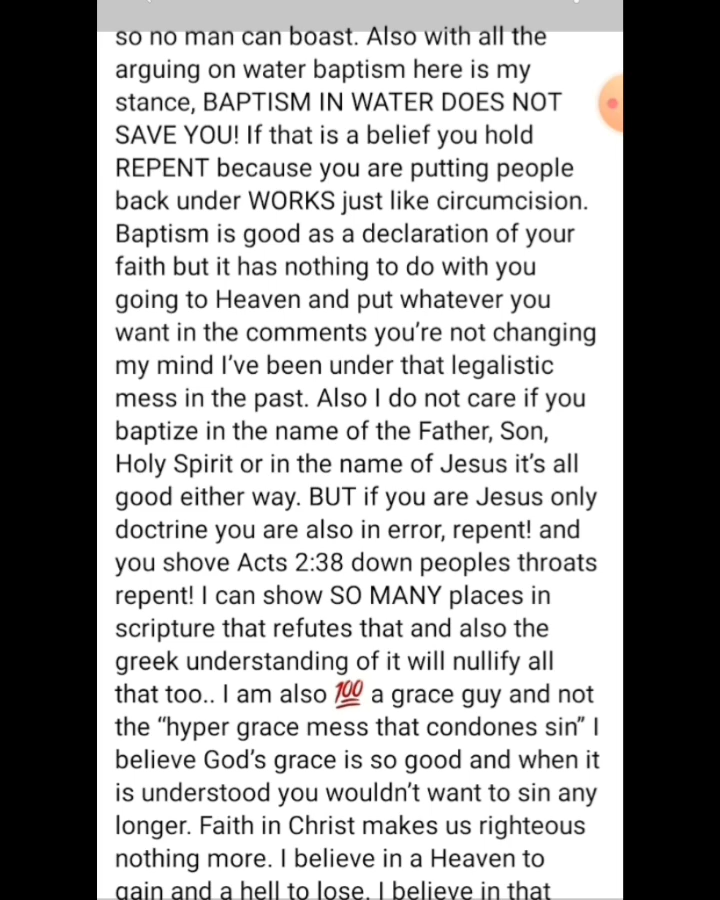 so no man can boast. Also with all the
arguing on water baptism here is my
stance, BAPTISM IN WATER DOES NOT
SAVE YOU! If that is a belief you hold
REPENT because you are putting people
back under WORKS just like circumcision.
Baptism is good as a declaration of your
faith but it has nothing to do with you
going to Heaven and put whatever you
want in the comments you’re not changing
my mind I’ve been under that legalistic
mess in the past. Also I do not care if you
baptize in the name of the Father, Son,
Holy Spirit or in the name of Jesus it’s all
good either way. BUT if you are Jesus only
doctrine you are also in error, repent! and
you shove Acts 2:38 down peoples throats
repent! I can show SO MANY places in
scripture that refutes that and also the
greek understanding of it will nullify all
that too.. I am also 💯 a grace guy and not
the “hyper grace mess that condones sin” I
believe God’s grace is so good and when it
is understood you wouldn’t want to sin any
longer. Faith in Christ makes us righteous
nothing more. I believe in a Heaven to
gain and a hell to lose. I believe in that